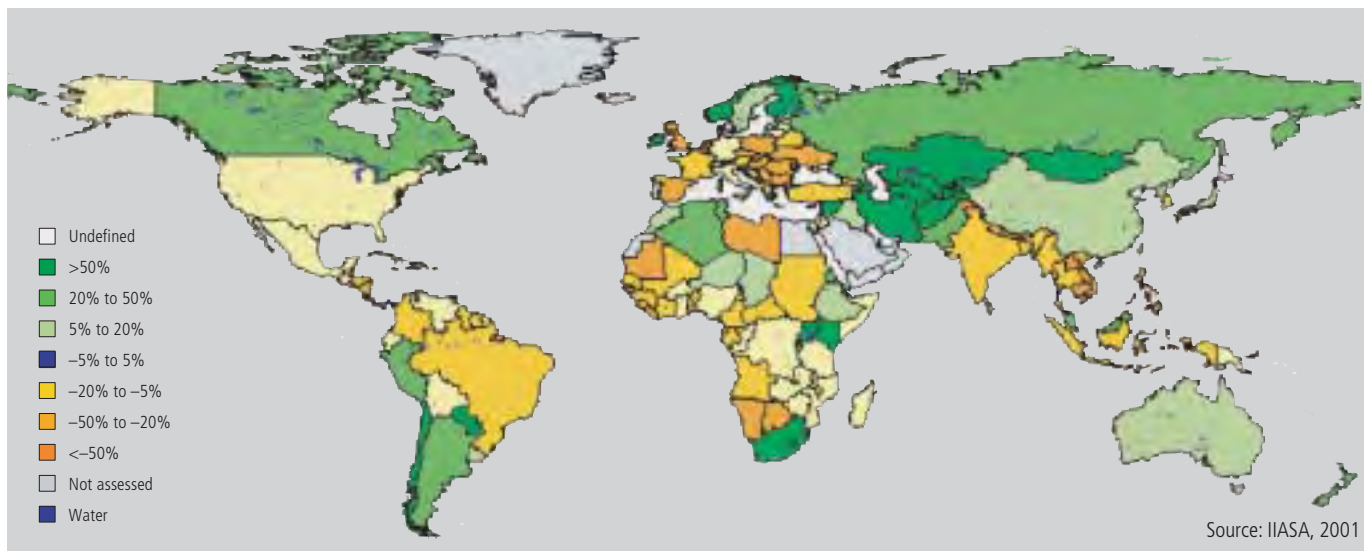 Undefined
>50%
20% to 50%
5% to 20%
–5% to 5%
–20% to –5%
–50% to –20%
<–50%
Not assessed
Water
Source: IIASA, 2001